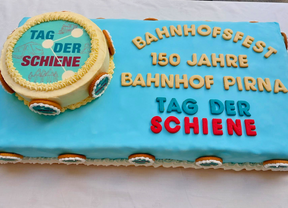 TAG
DER
SCHIENE
BAHNHOFSFEST
150 JAHRE
BAHNHOF PIRNA
TAG DER
SCHIENE